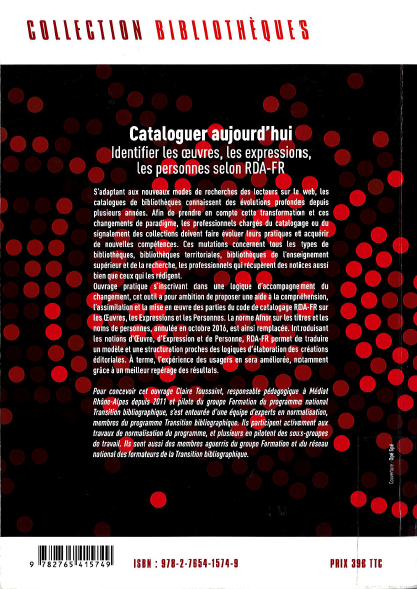 COLLECTION BIBLIOTHÈQUES
Cataloguer aujourd'hui
Identifier les œuvres, les expressions,
les personnes selon RDA-FR
S'adaptant aux nouveaux modes de recherches des lecteurs sur le web, les
catalogues de bibliothèques connaissent des évolutions profondes depuis
plusieurs années. Afin de prendre en compte cette transformation et ces
changements de paradigme, les professionnels chargés du catalogage ou du
signalement des collections doivent faire évoluer leurs pratiques et acquérir
de nouvelles compétences. Ces mutations concernent tous les types de
bibliothèques, bibliothèques territoriales, bibliothèques de l'enseignement
supérieur et de la recherche, les professionnels qui récupèrent des notices aussi
bien que ceux qui les rédigent.
Ouvrage pratique s'inscrivant dans une logique d'accompagnement du
changement, cet outil a pour ambition de proposer une aide à la compréhension,
l'assimilation et la mise en œuvre des parties du code de catalogage RDA-FR sur
les Œuvres, les Expressions et les Personnes. La norme Afnor sur les titres et les
noms de personnes, annulée en octobre 2016, est ainsi remplacée. Introduisant
les notions d'Œuvre, d'Expression et de Personne, RDA-FR permet de traduire
un modèle et une structuration proches des logiques d'élaboration des créations
éditoriales. À terme, l'expérience des usagers en sera améliorée, notamment
grâce à un meilleur repérage des résultats.
Pour concevoir cet ouvrage Claire Toussaint, responsable pédagogique à Médiat
Rhône-Alpes depuis 2011 et pilote du groupe Formation du programme national
Transition bibliographique, s'est entourée d'une équipe d'experts en normalisation,
membres du programme Transition bibliographique. Ils participent activement aux
travaux de normalisation du programme, et plusieurs en pilotent des sous-groupes
de travail. Ils sont aussi des membres aguerris du groupe Formation et du réseau
national des formateurs de la Transition bibliographique.
9 782765 415749
ISBN : 978-2-7654-1574-9
PRIX 39€ TTC